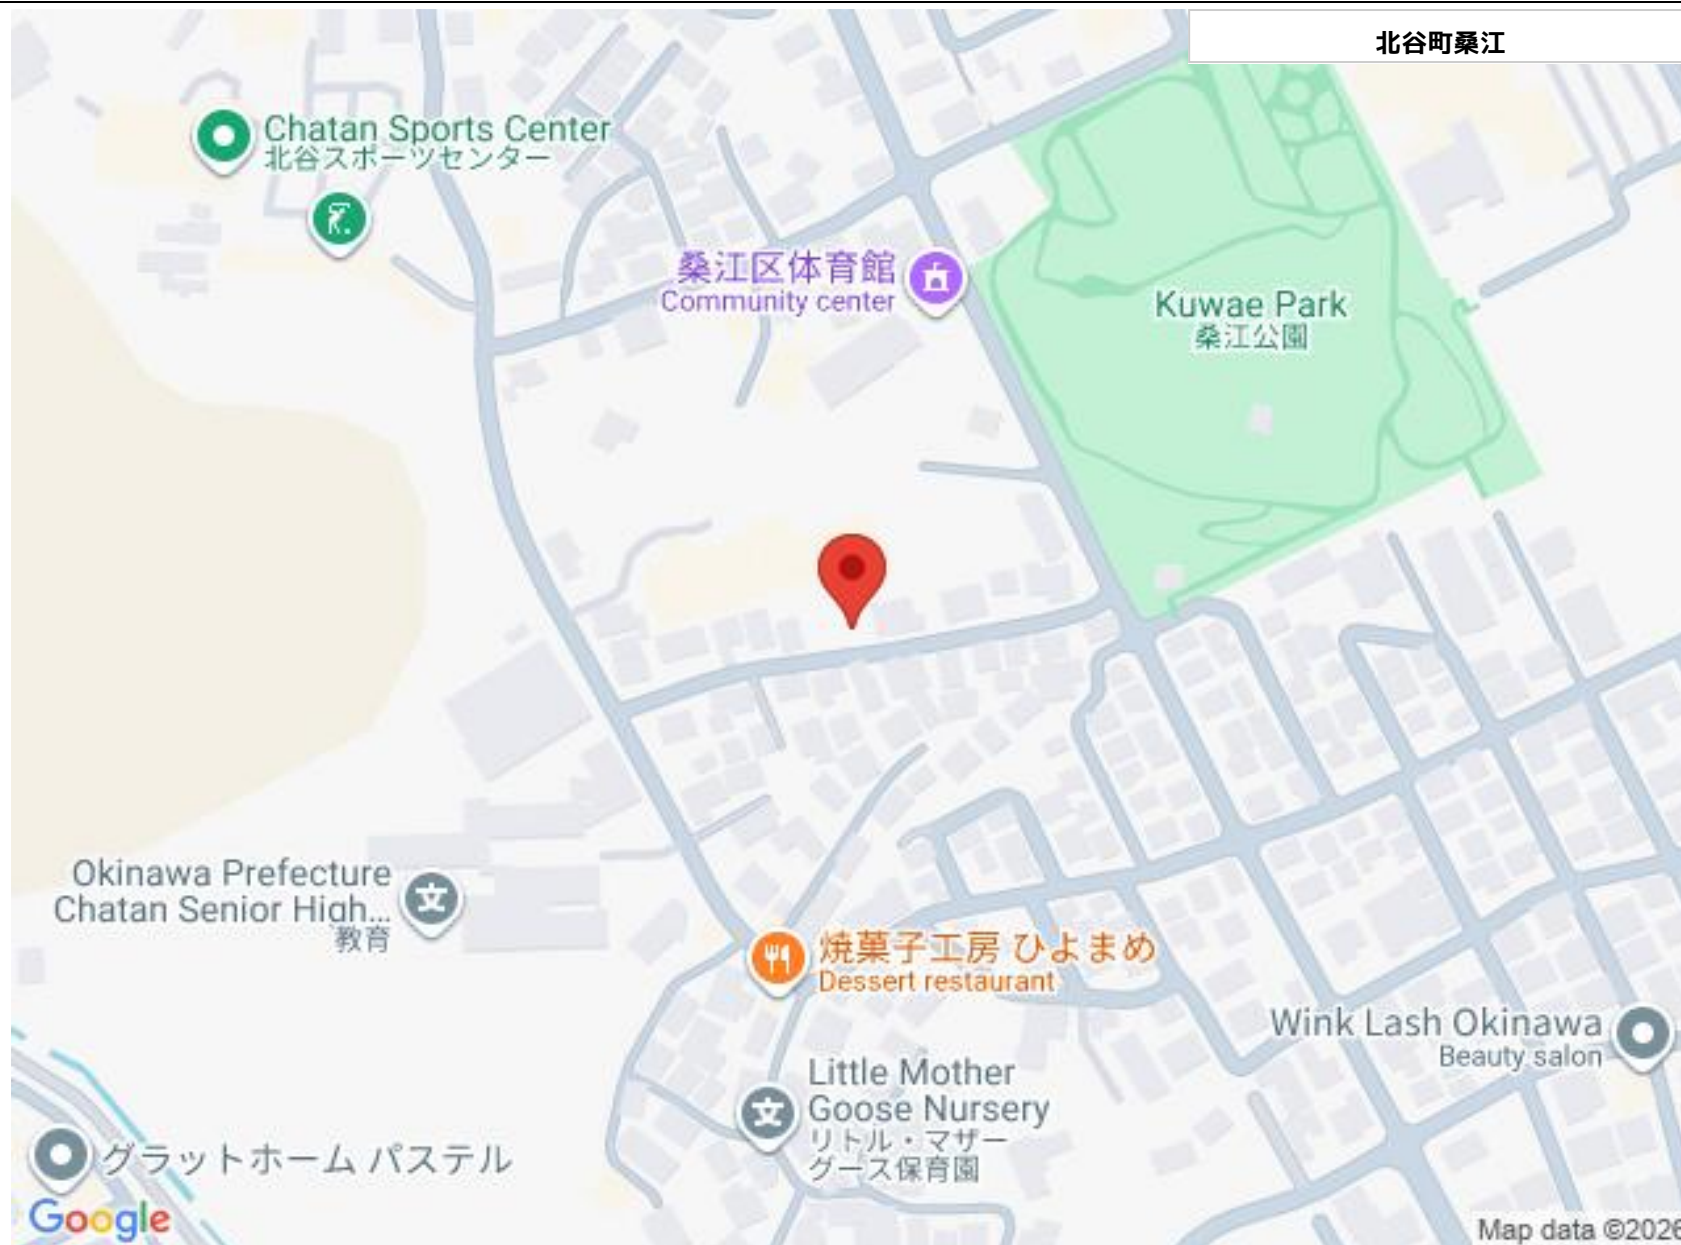 北谷町桑江
Chatan Sports Center
北谷スポーツセンター
桑江区体育館
Community center
Kuwae Park
桑江公園
Okinawa Prefecture
Chatan Senior High...
教育
焼菓子工房 ひよまめ
Dessert restaurant
Wink Lash Okinawa
Beauty salon
Little Mother
Goose Nursery
リトル・マザー
グース保育園
グラットホーム パステル
Google
Map data ©2026